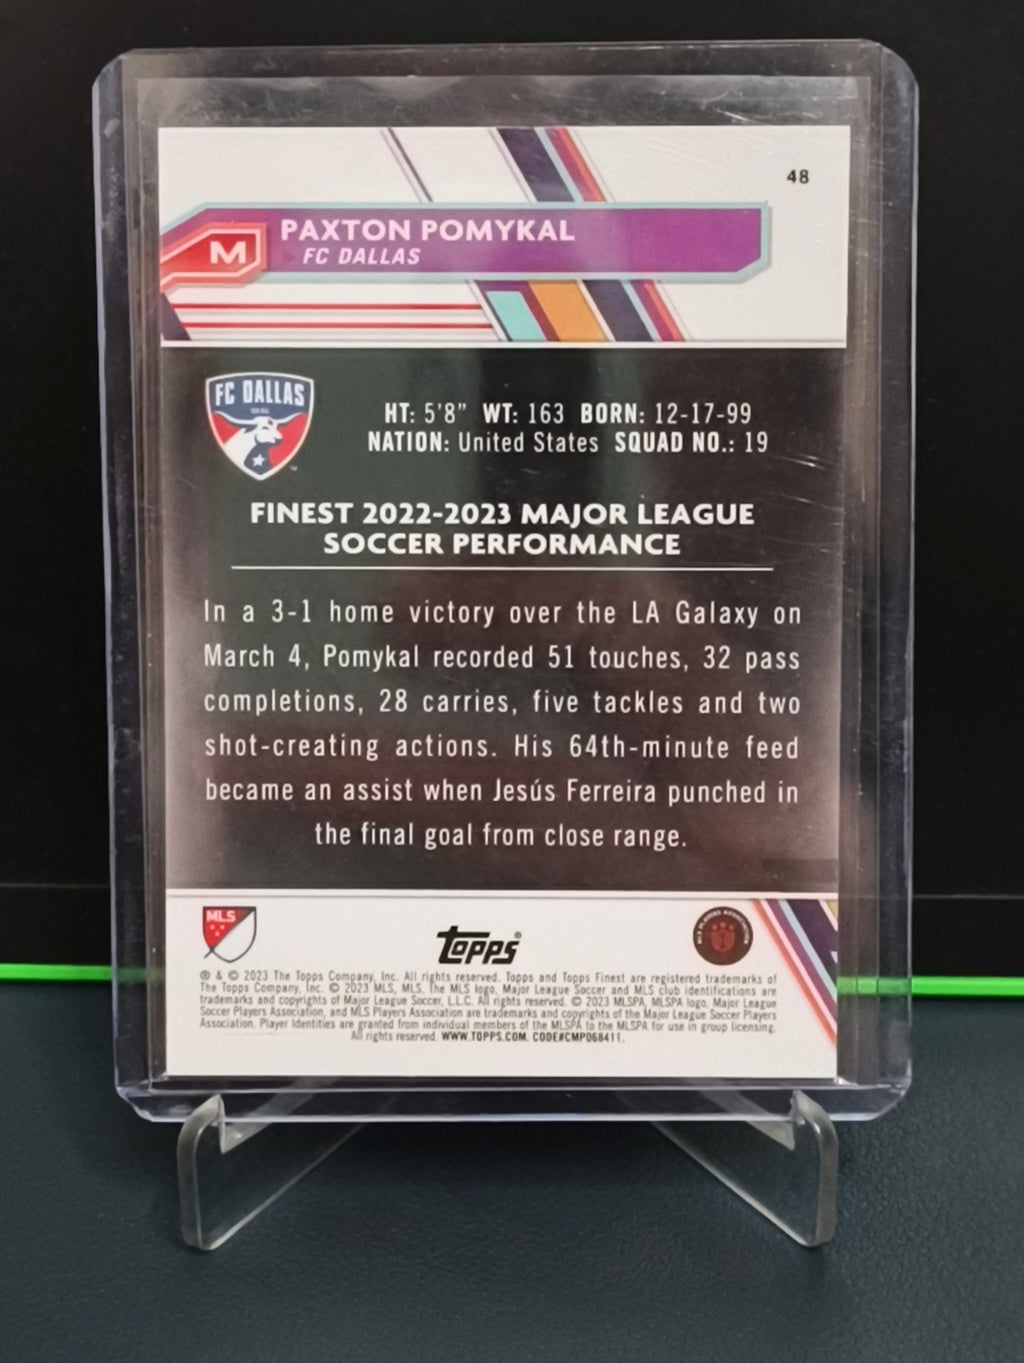 48
PAXTON POMYKAL
M
FC DALLAS
FC DALLAS
HT: 5'8" WT: 163 BORN: 12-17-99
NATION: United States SQUAD NO.: 19
FINEST 2022-2023 MAJOR LEAGUE
SOCCER PERFORMANCE
In a 3-1 home victory over the LA Galaxy on
March 4, Pomykal recorded 51 touches, 32 pass
completions, 28 carries, five tackles and two
shot-creating actions. His 64th-minute feed
became an assist when Jesús Ferreira punched in
the final goal from close range.
MLS
topps®
® & © 2023 The Topps Company, Inc. All rights reserved. Topps and Topps Finest are registered trademarks of
The Topps Company, Inc. © 2023 MLS, MLS, the MLS logo, Major League Soccer and MLS club identifications are
trademarks and copyrights of Major League Soccer, L.L.C. All rights reserved. © 2023 MLSPA, MLSPA logo, Major League
Soccer Players Association, and MLS Players Association are trademarks and copyrights of the Major League Soccer Players
Association. Player Identities are granted from individual members of the MLSPA to the MLSPA for use in group licensing.
All rights reserved. WWW.TOPPS.COM. CODE#CMP068411.